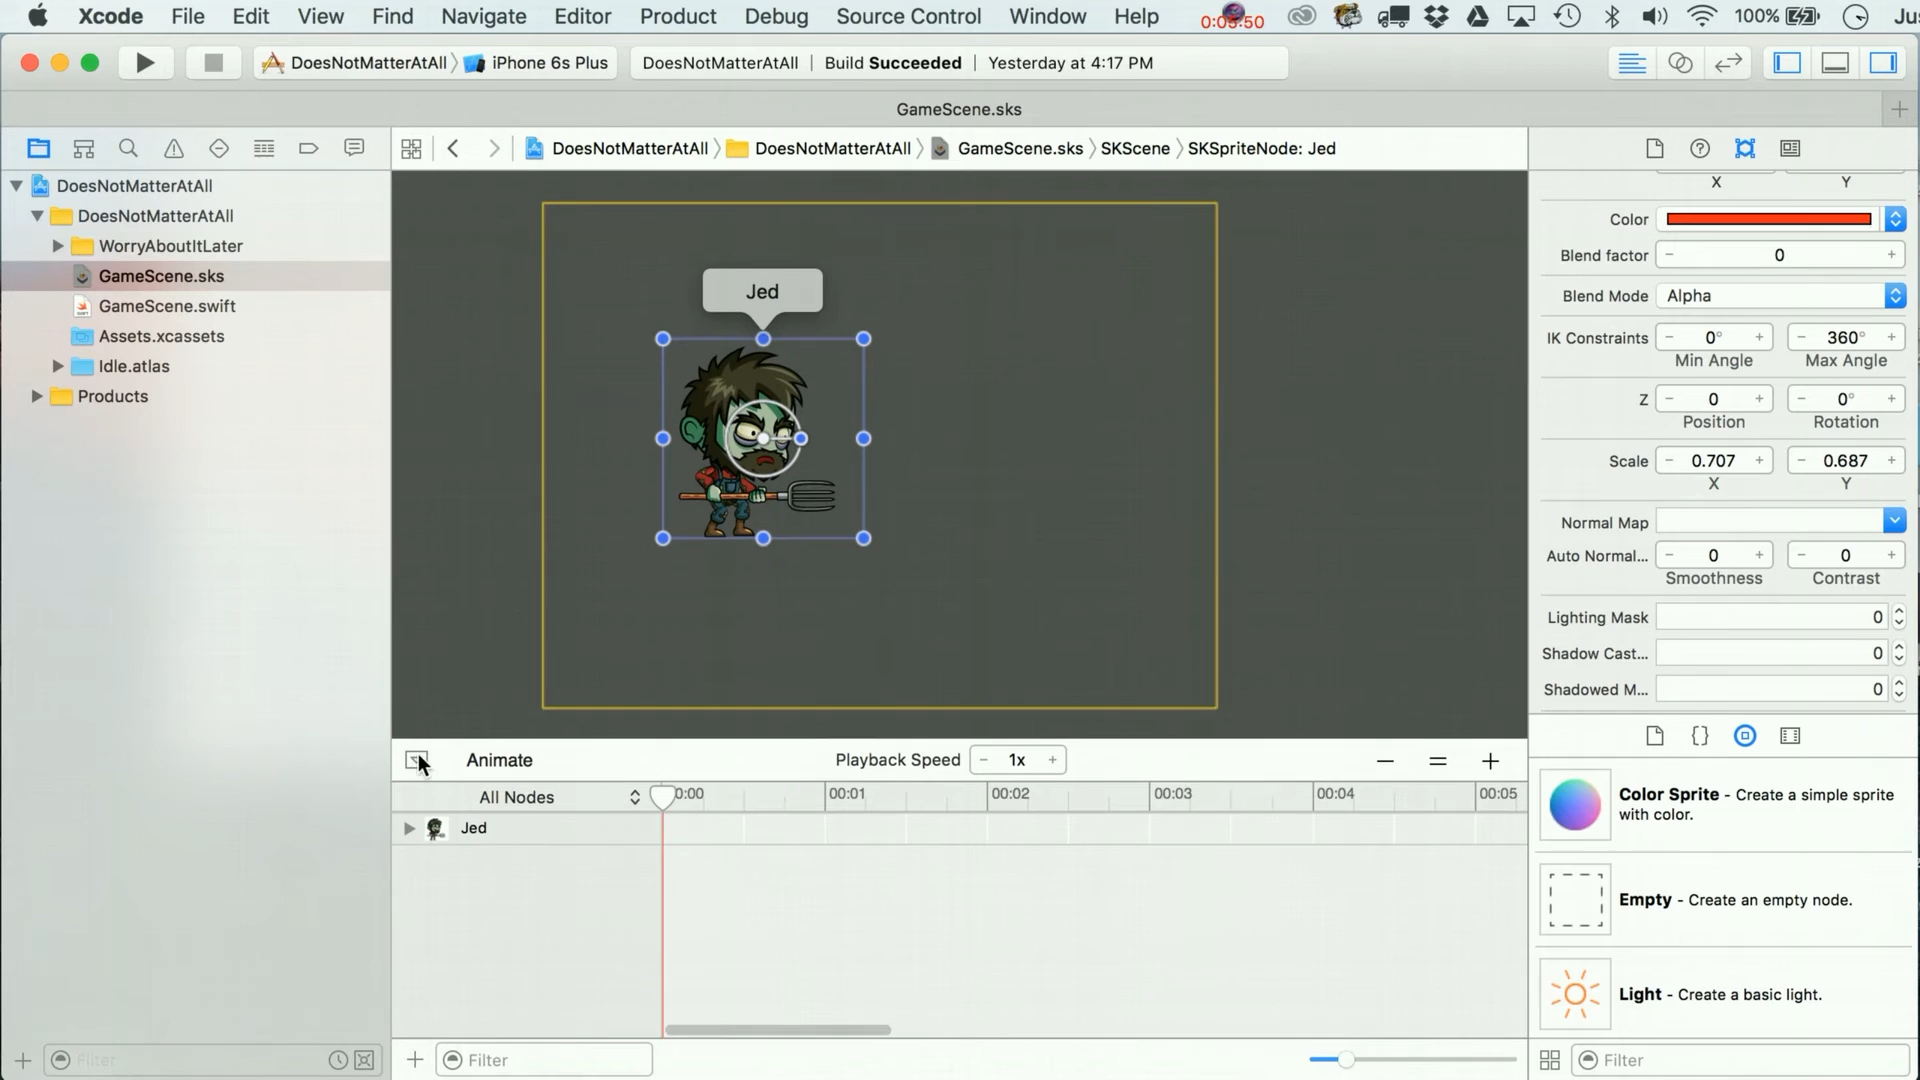 Xcode File Edit View Find Navigate Editor Product Debug Source Control Window Help 0:05:50 100% Jus
DoesNotMatterAtAll iPhone 6s Plus DoesNotMatterAtAll | Build Succeeded | Yesterday at 4:17 PM
GameScene.sks
DoesNotMatterAtAll DoesNotMatterAtAll GameScene.sks SKScene SKSpriteNode: Jed
DoesNotMatterAtAll
DoesNotMatterAtAll
WorryAboutItLater
GameScene.sks
GameScene.swift
Assets.xcassets
Idle.atlas
Products
Filter
Jed
Animate Playback Speed - 1x +
All Nodes 0:00 00:01 00:02 00:03 00:04 00:05
Jed
Filter
X Y
Color
Blend factor - 0 +
Blend Mode Alpha
IK Constraints - 0° + - 360° +
Min Angle Max Angle
Z - 0 + - 0° +
Position Rotation
Scale - 0.707 + - 0.687 +
X Y
Normal Map
Auto Normal... - 0 + - 0 +
Smoothness Contrast
Lighting Mask 0
Shadow Cast... 0
Shadowed M... 0
{}
Color Sprite - Create a simple sprite
with color.
Empty - Create an empty node.
Light - Create a basic light.
Filter